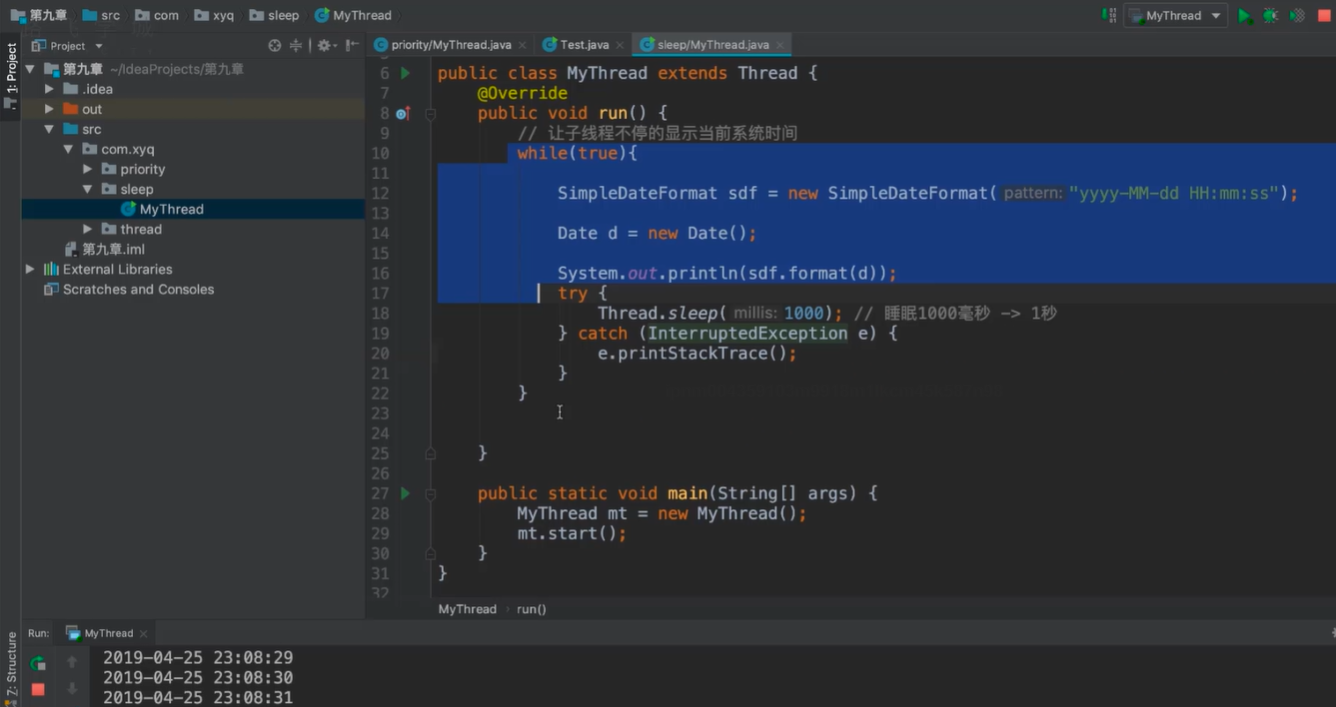 第九章 src com xyq sleep MyThread
MyThread
Project
priority/MyThread.java
Test.java
sleep/MyThread.java
1: Project
第九章 ~/IdeaProjects/第九章
.idea
out
src
com.xyq
priority
sleep
MyThread
thread
第九章.iml
External Libraries
Scratches and Consoles
6 public class MyThread extends Thread {
7 @Override
8 public void run() {
9 // 让子线程不停的显示当前系统时间
10 while(true){
11
12 SimpleDateFormat sdf = new SimpleDateFormat( pattern: "yyyy-MM-dd HH:mm:ss");
13
14 Date d = new Date();
15
16 System.out.println(sdf.format(d));
17 try {
18 Thread.sleep( millis: 1000); // 睡眠1000毫秒 -> 1秒
19 } catch (InterruptedException e) {
20 e.printStackTrace();
21 }
22 }
23
24
25 }
26
27 public static void main(String[] args) {
28 MyThread mt = new MyThread();
29 mt.start();
30 }
31 }
32
MyThread › run()
Z: Structure
Run: MyThread
2019-04-25 23:08:29
2019-04-25 23:08:30
2019-04-25 23:08:31